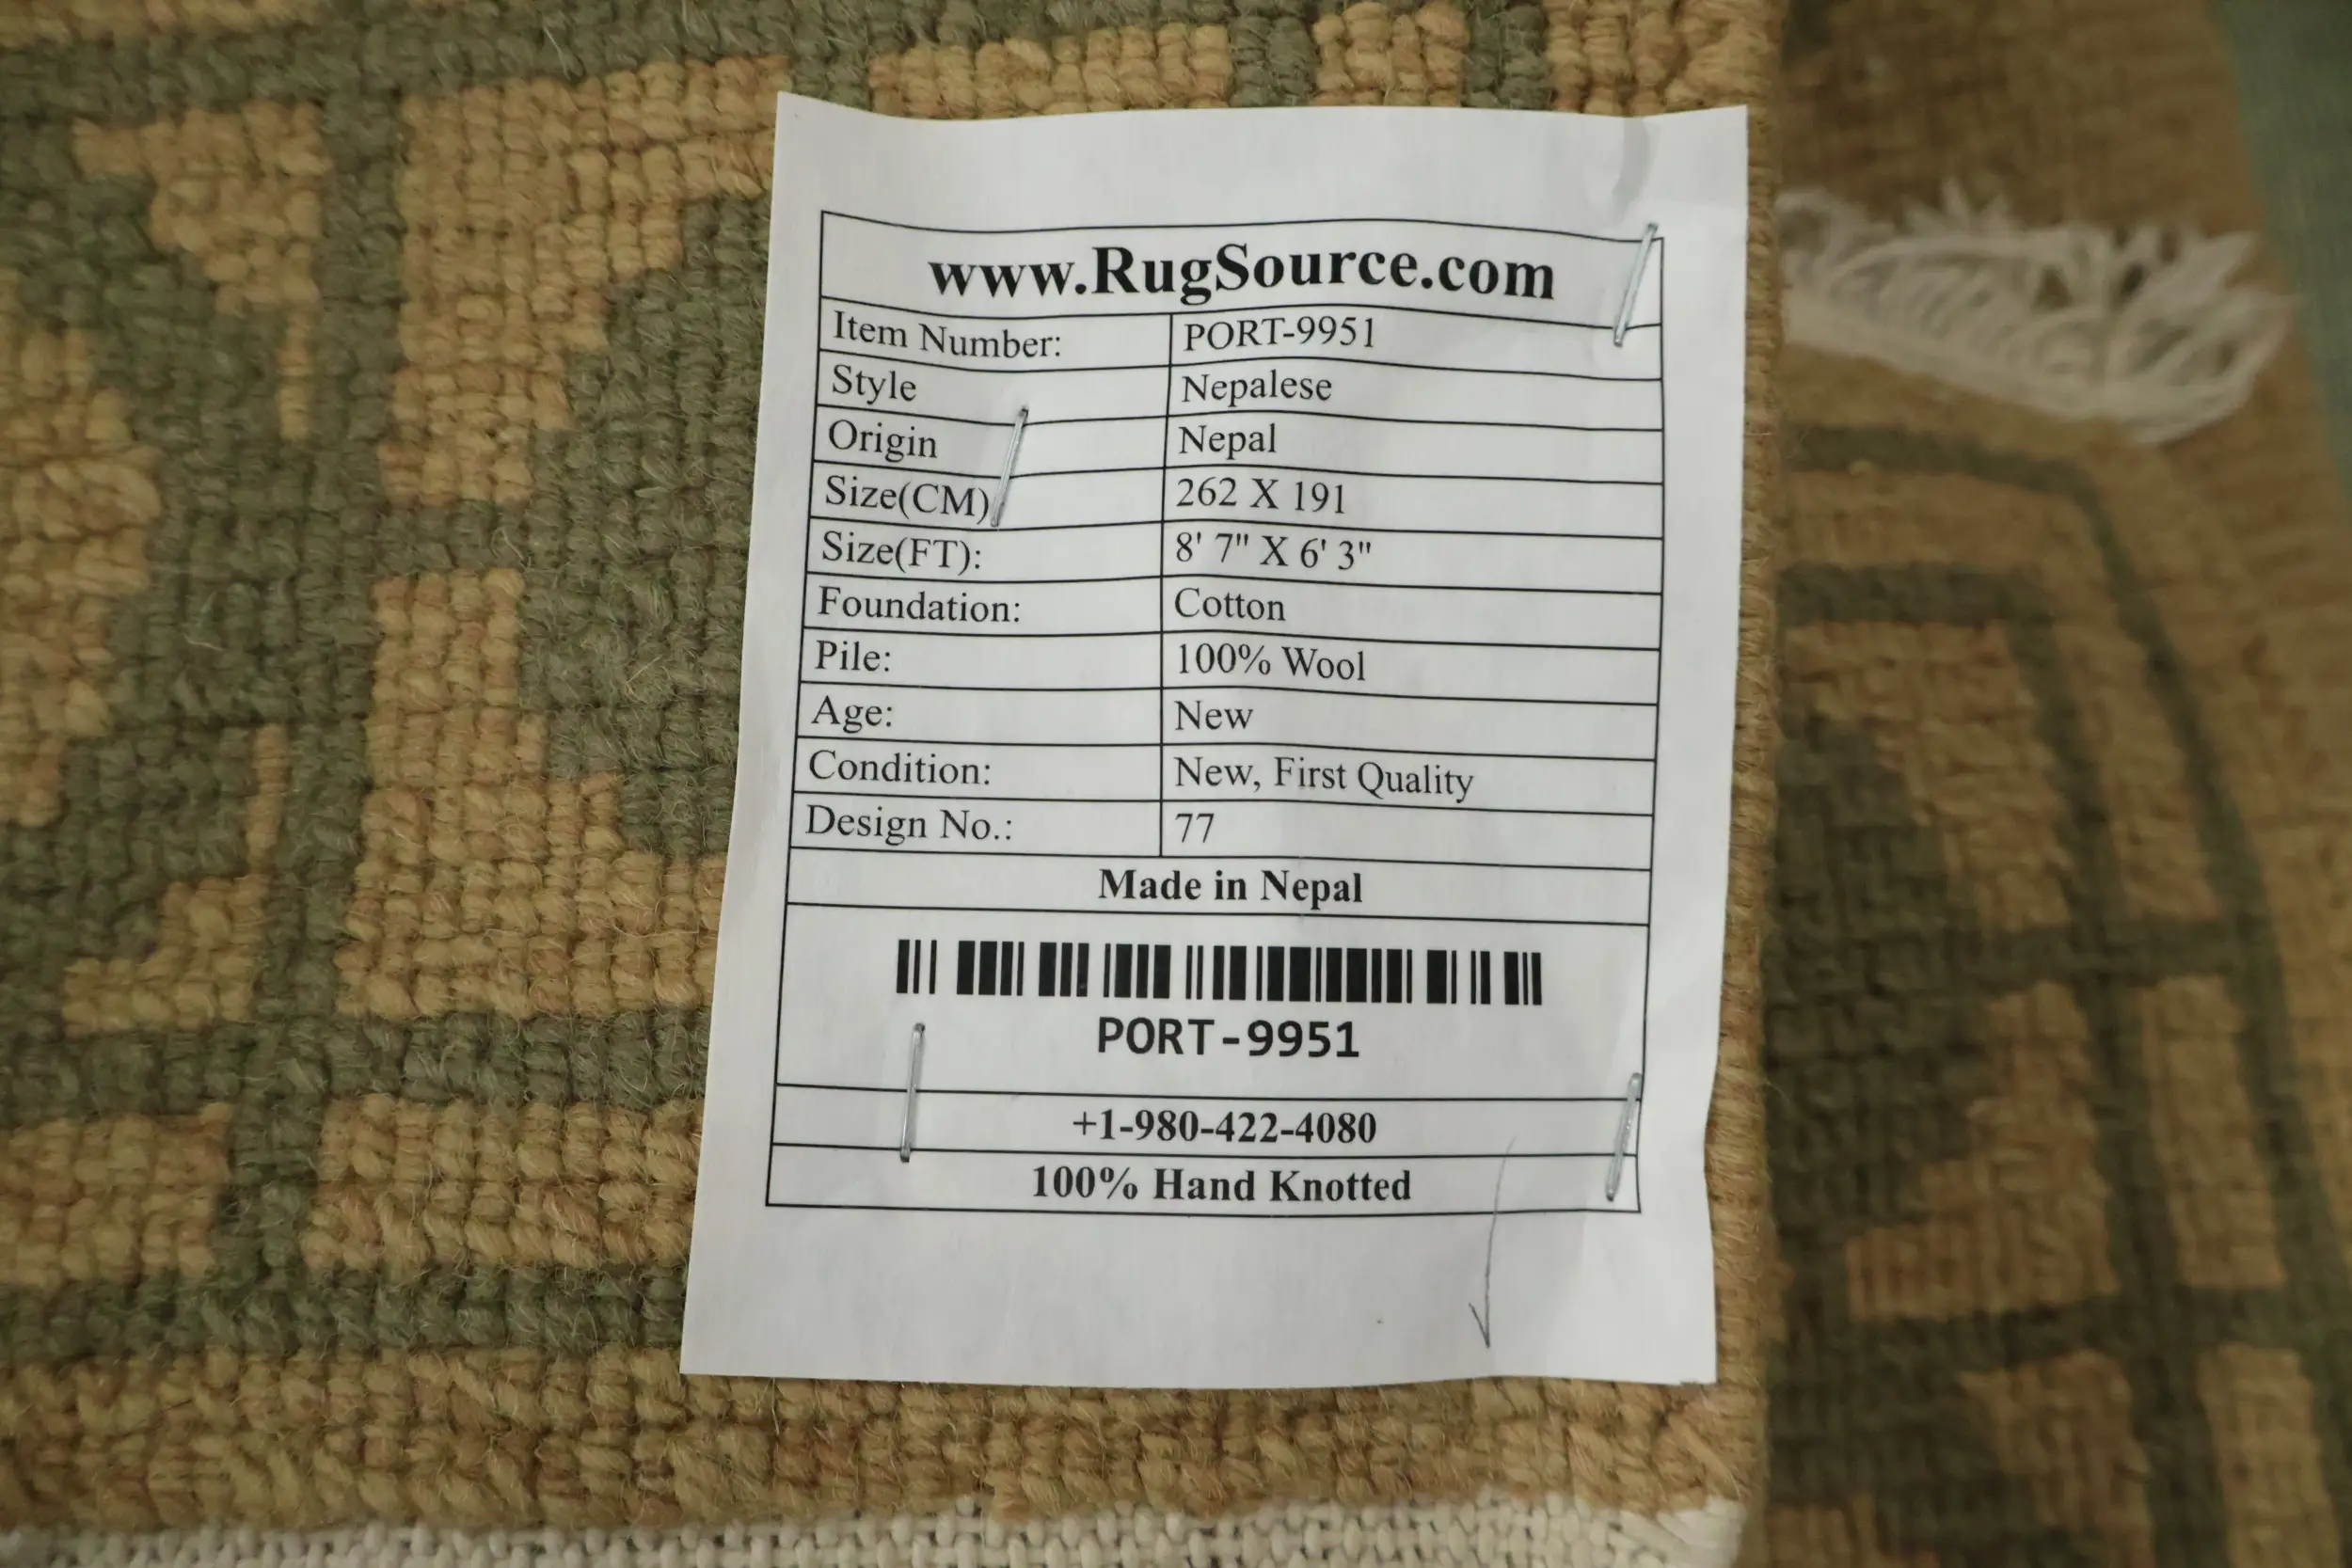 www.RugSource.com
Item Number: PORT-9951
Style Nepalese
Origin Nepal
Size(CM) 262 X 191
Size(FT): 8' 7" X 6' 3"
Foundation: Cotton
Pile: 100% Wool
Age: New
Condition: New, First Quality
Design No.: 77
Made in Nepal
PORT-9951
+1-980-422-4080
100% Hand Knotted